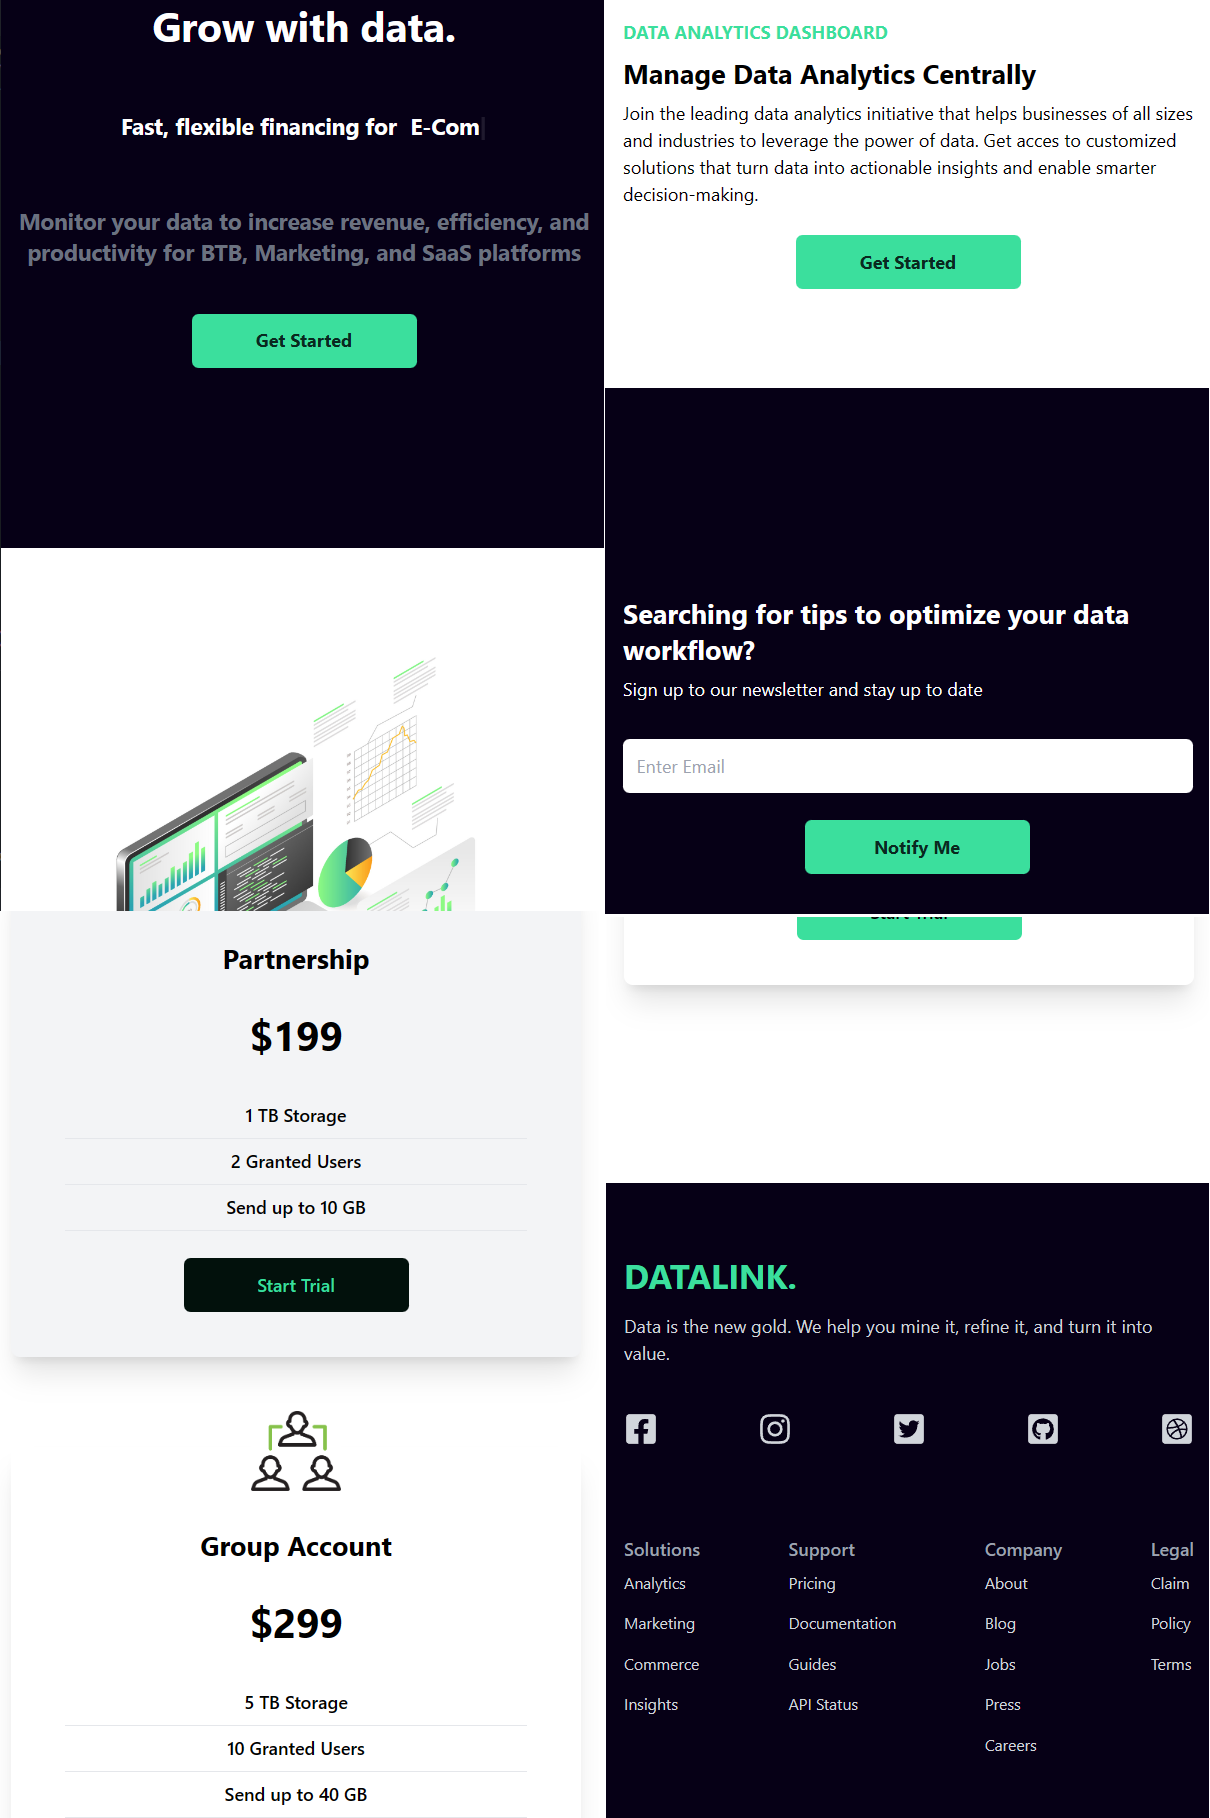 Grow with data.
Fast, flexible financing for E-Com
Monitor your data to increase revenue, efficiency, and
productivity for BTB, Marketing, and SaaS platforms
Get Started
DATA ANALYTICS DASHBOARD
Manage Data Analytics Centrally
Join the leading data analytics initiative that helps businesses of all sizes
and industries to leverage the power of data. Get acces to customized
solutions that turn data into actionable insights and enable smarter
decision-making.
Get Started
Searching for tips to optimize your data
workflow?
Sign up to our newsletter and stay up to date
Enter Email
Notify Me
Partnership
$199
1 TB Storage
2 Granted Users
Send up to 10 GB
Start Trial
Group Account
$299
5 TB Storage
10 Granted Users
Send up to 40 GB
DATALINK.
Data is the new gold. We help you mine it, refine it, and turn it into
value.
Solutions
Analytics
Marketing
Commerce
Insights
Support
Pricing
Documentation
Guides
API Status
Company
About
Blog
Jobs
Press
Careers
Legal
Claim
Policy
Terms